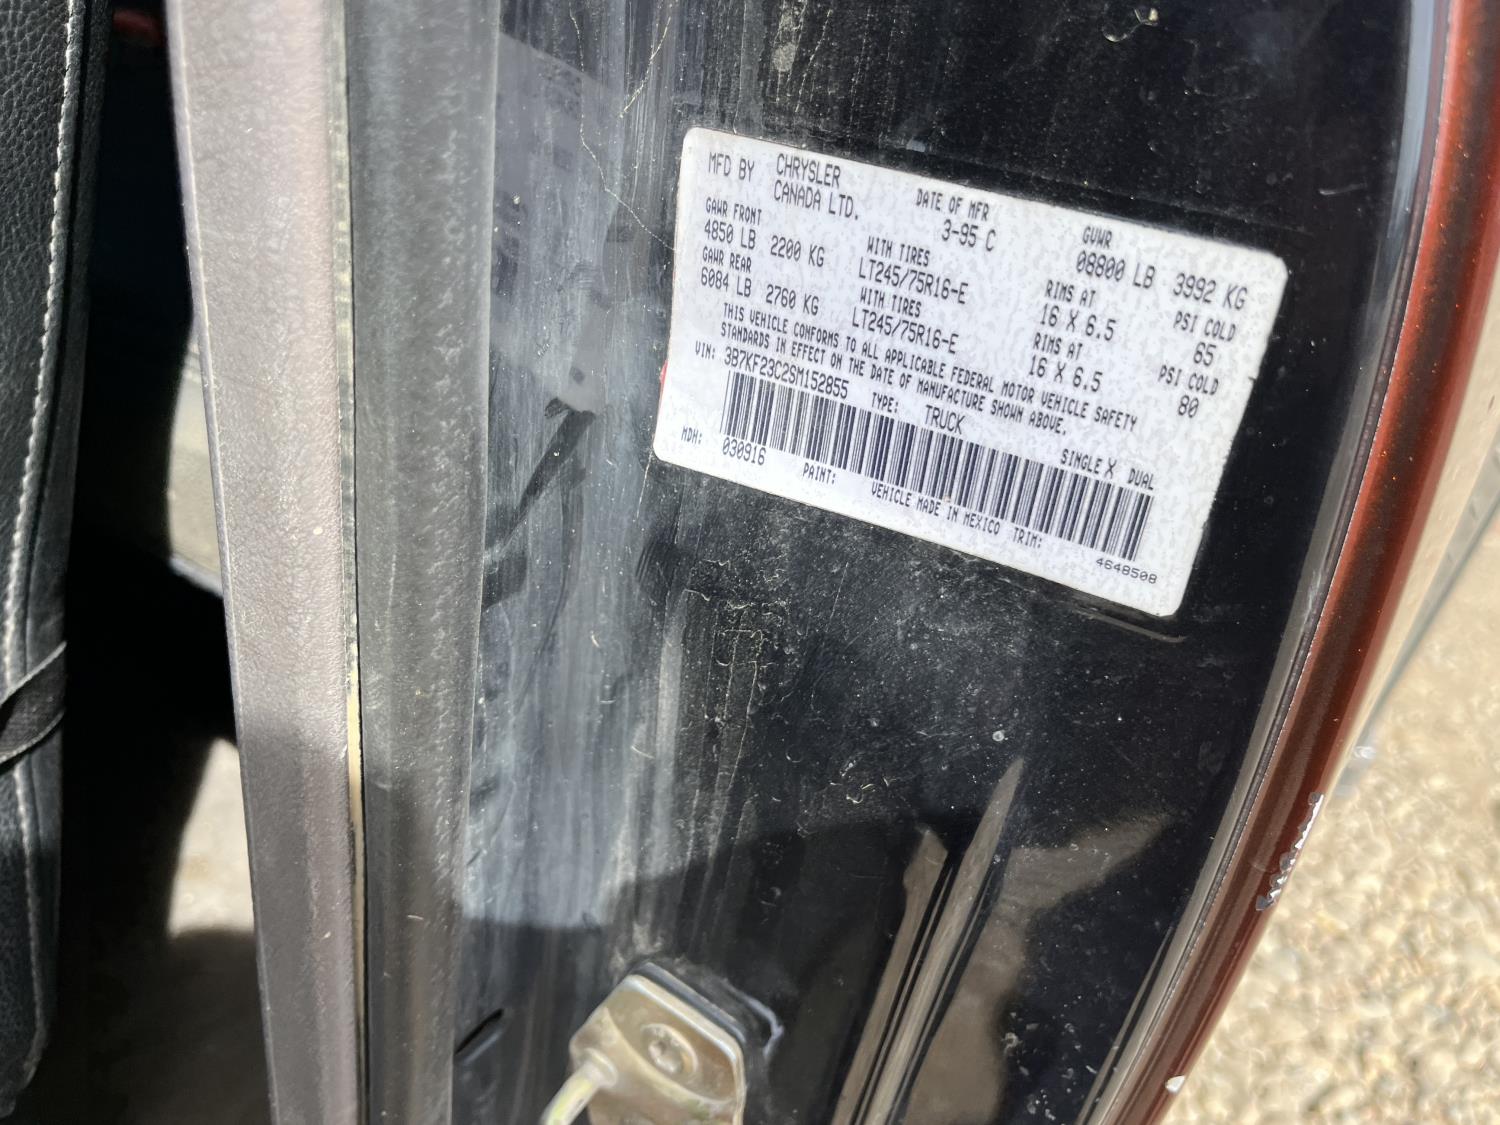 MFD BY CHRYSLER CANADA LTD. DATE OF MFR 3-95 C GVWR 08800 LB 3992 KG
GAWR FRONT WITH TIRES RIMS AT PSI COLD
4850 LB 2200 KG LT245/75R16-E 16 X 6.5 65
GAWR REAR WITH TIRES RIMS AT PSI COLD
6084 LB 2760 KG LT245/75R16-E 16 X 6.5 80
THIS VEHICLE CONFORMS TO ALL APPLICABLE FEDERAL MOTOR VEHICLE SAFETY
STANDARDS IN EFFECT ON THE DATE OF MANUFACTURE SHOWN ABOVE.
VIN: 3B7KF23C2SM152855 TYPE: TRUCK SINGLE X DUAL
MDH: 030916 PAINT: VEHICLE MADE IN MEXICO TRIM: 4648508